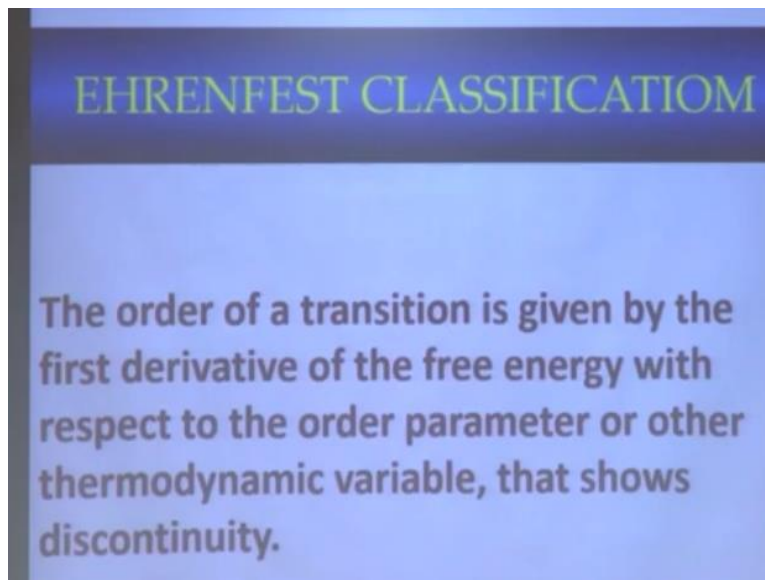 EHRENFEST CLASSIFICATIOM
The order of a transition is given by the
first derivative of the free energy with
respect to the order parameter or other
thermodynamic variable, that shows
discontinuity.